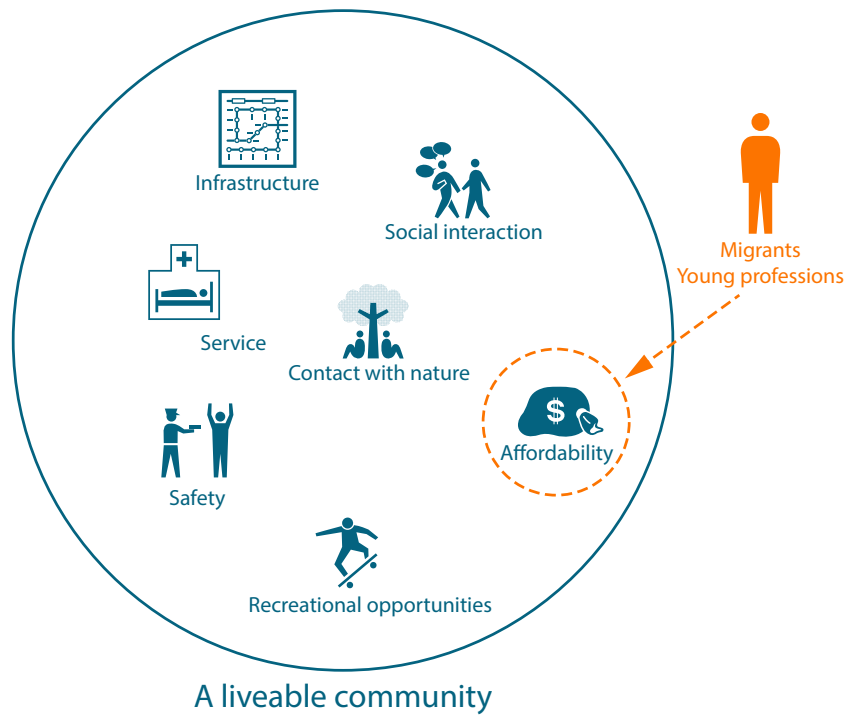 Infrastructure
Social interaction
Migrants
Young professions
Service
Contact with nature
$
Affordability
Safety
Recreational opportunities
A liveable community